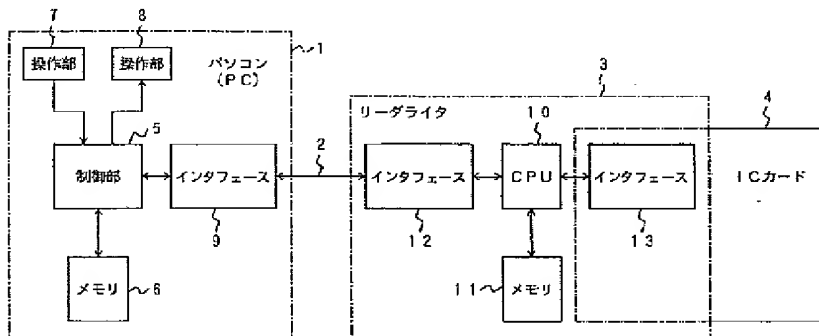 7
8
1
操作部
操作部
パソコン
(PC)
3
リーダライタ
10
4
5
2
制御部
インタフェース
インタフェース
CPU
インタフェース
ICカード
9
12
13
メモリ
6
11
メモリ